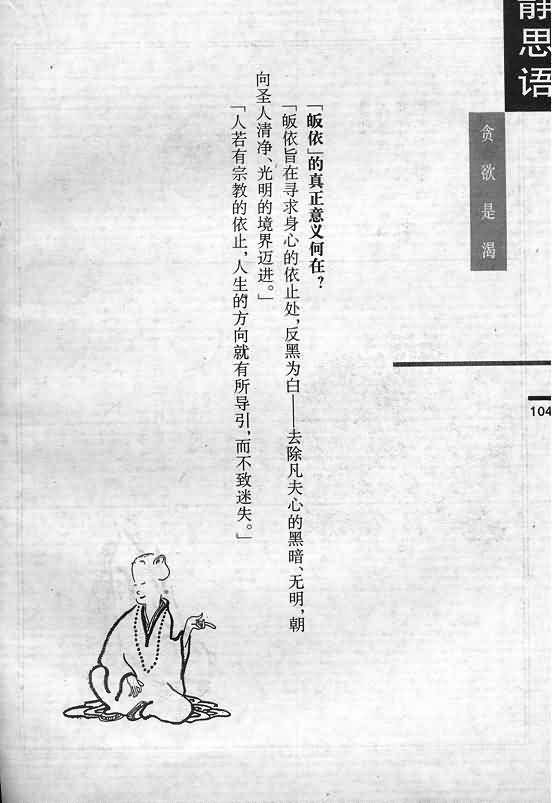 静思语
贪欲是渴
104
「皈依」的真正意义何在？
「皈依旨在寻求身心的依止处，反黑为白——去除凡夫心的黑暗、无明，朝
向圣人清净、光明的境界迈进。」
「人若有宗教的依止，人生的方向就有所导引，而不致迷失。」